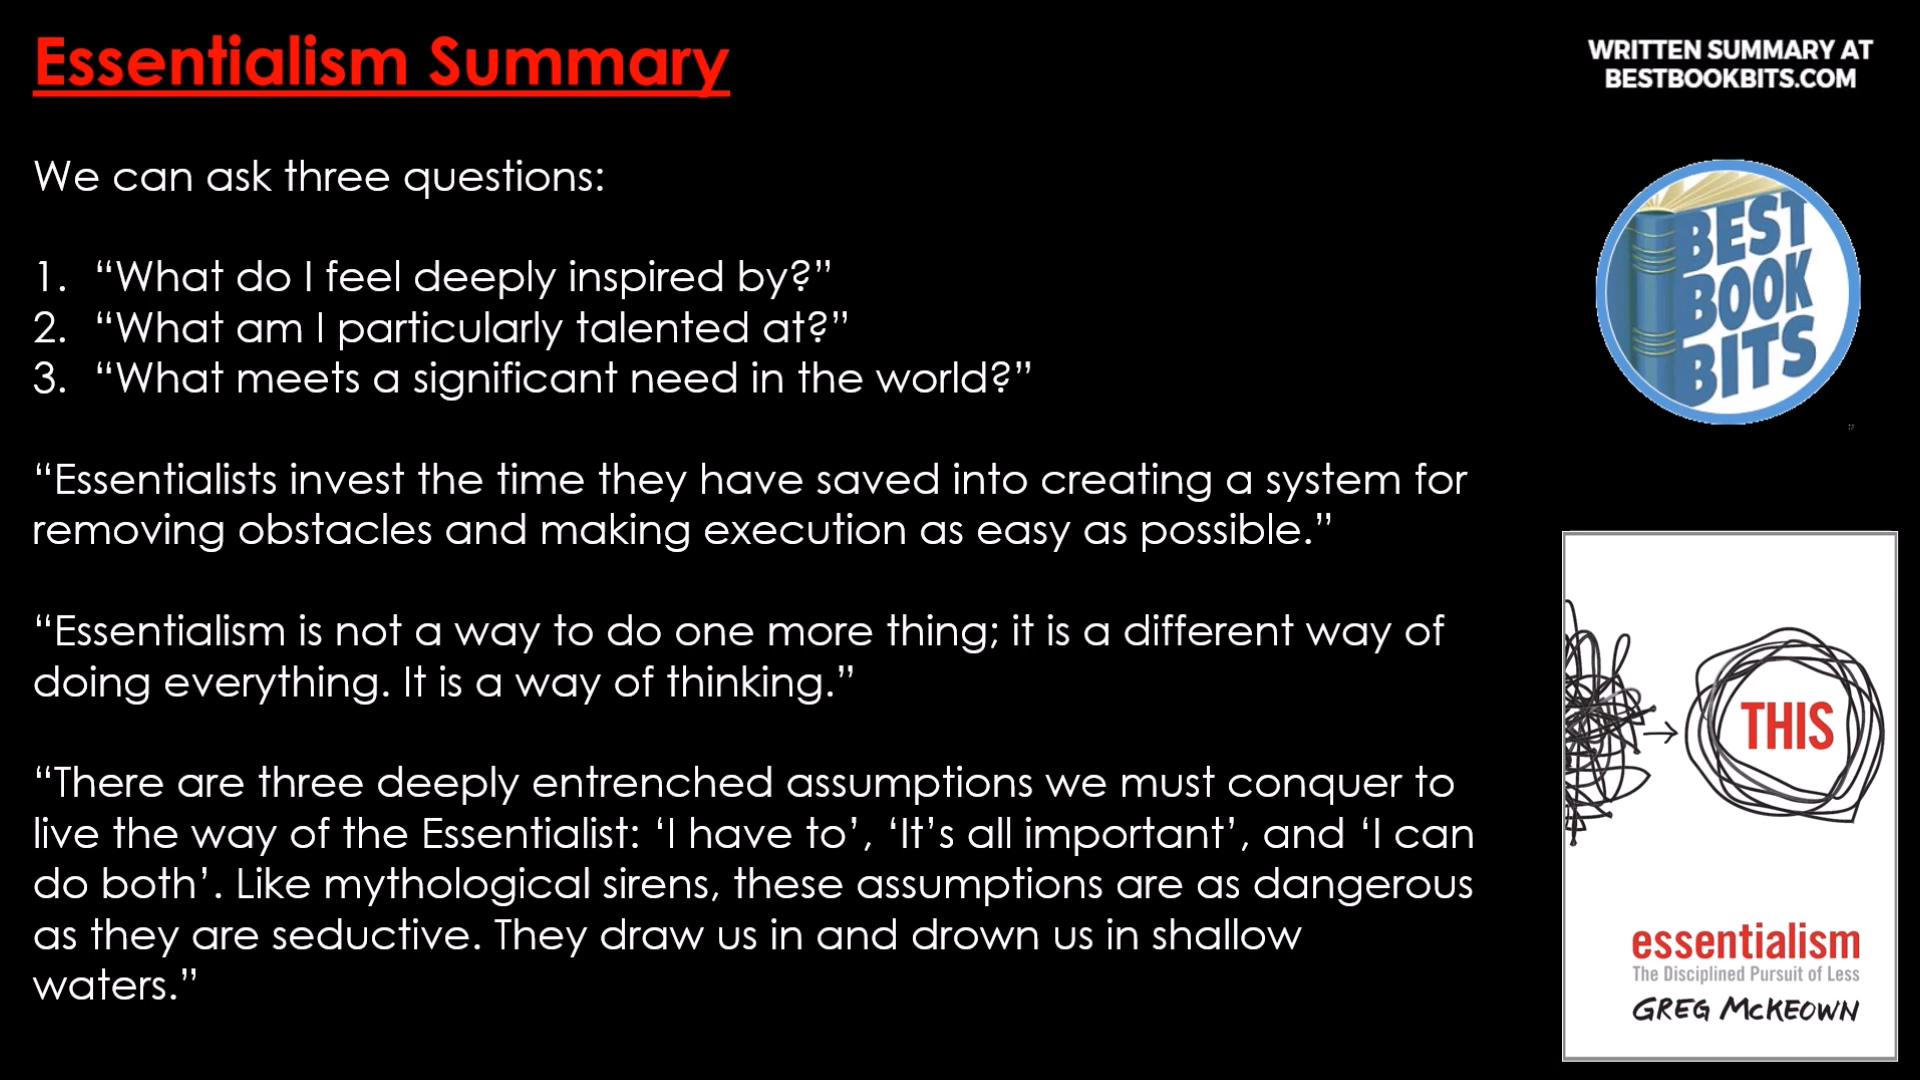 Essentialism Summary
WRITTEN SUMMARY AT
BESTBOOKBITS.COM
We can ask three questions:
1. “What do I feel deeply inspired by?”
2. “What am I particularly talented at?”
3. “What meets a significant need in the world?”
“Essentialists invest the time they have saved into creating a system for
removing obstacles and making execution as easy as possible.”
“Essentialism is not a way to do one more thing; it is a different way of
doing everything. It is a way of thinking.”
“There are three deeply entrenched assumptions we must conquer to
live the way of the Essentialist: ‘I have to’, ‘It’s all important’, and ‘I can
do both’. Like mythological sirens, these assumptions are as dangerous
as they are seductive. They draw us in and drown us in shallow
waters.”
BEST
BOOK
BITS
THIS
essentialism
The Disciplined Pursuit of Less
GREG McKEOWN